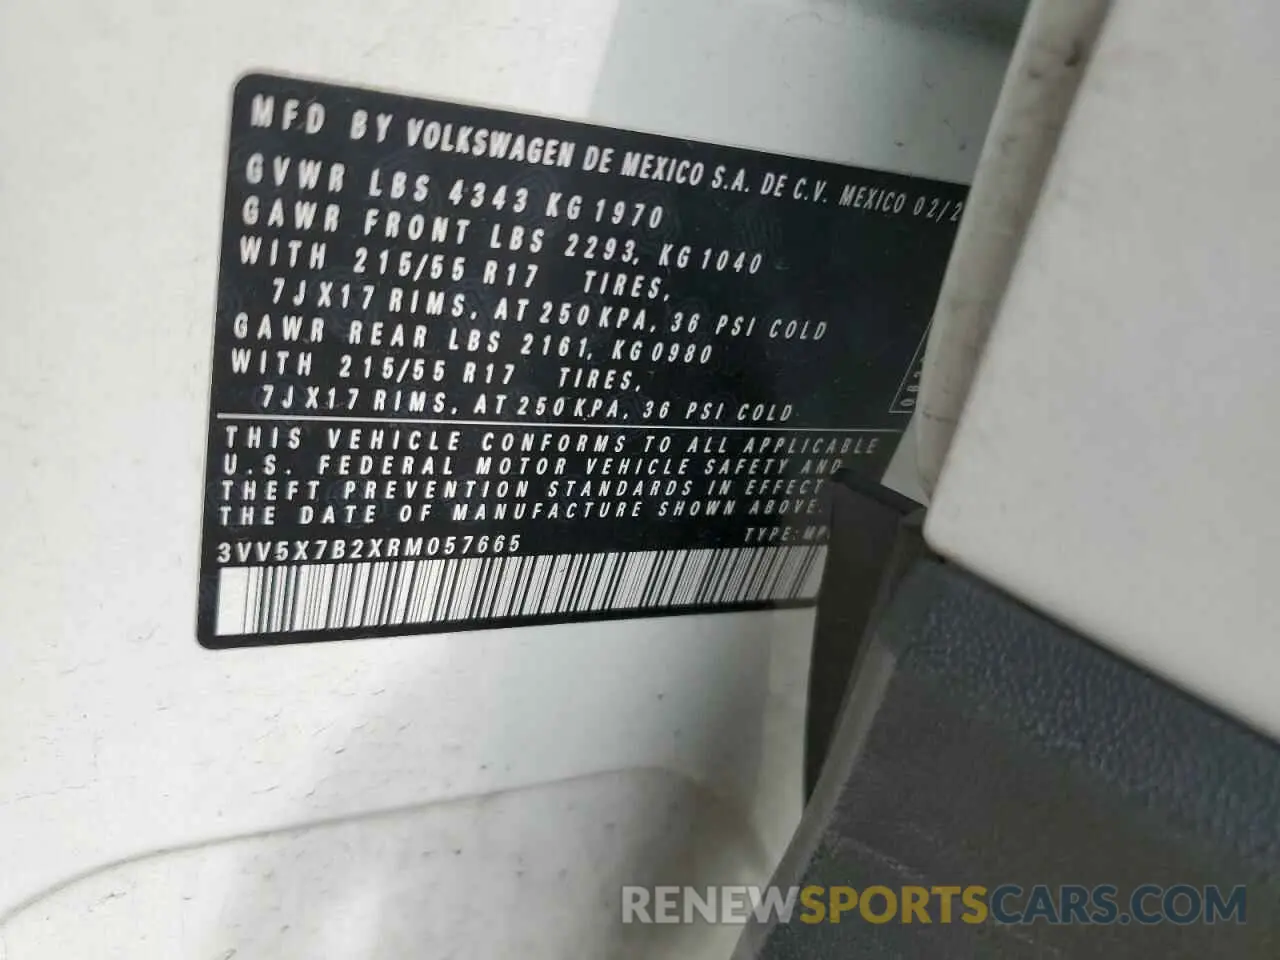 MFD BY VOLKSWAGEN DE MEXICO S.A. DE C.V. MEXICO 02/2
GVWR LBS 4343 KG 1970
GAWR FRONT LBS 2293, KG 1040
WITH 215/55 R17 TIRES,
7JX17 RIMS, AT 250 KPA, 36 PSI COLD
GAWR REAR LBS 2161, KG 0980
WITH 215/55 R17 TIRES,
7JX17 RIMS, AT 250 KPA, 36 PSI COLD
THIS VEHICLE CONFORMS TO ALL APPLICABLE
U.S. FEDERAL MOTOR VEHICLE SAFETY AND
THEFT PREVENTION STANDARDS IN EFFECT
THE DATE OF MANUFACTURE SHOWN ABOVE.
3VV5X7B2XRM057665 TYPE:
RENEWSPORTSCARS.COM